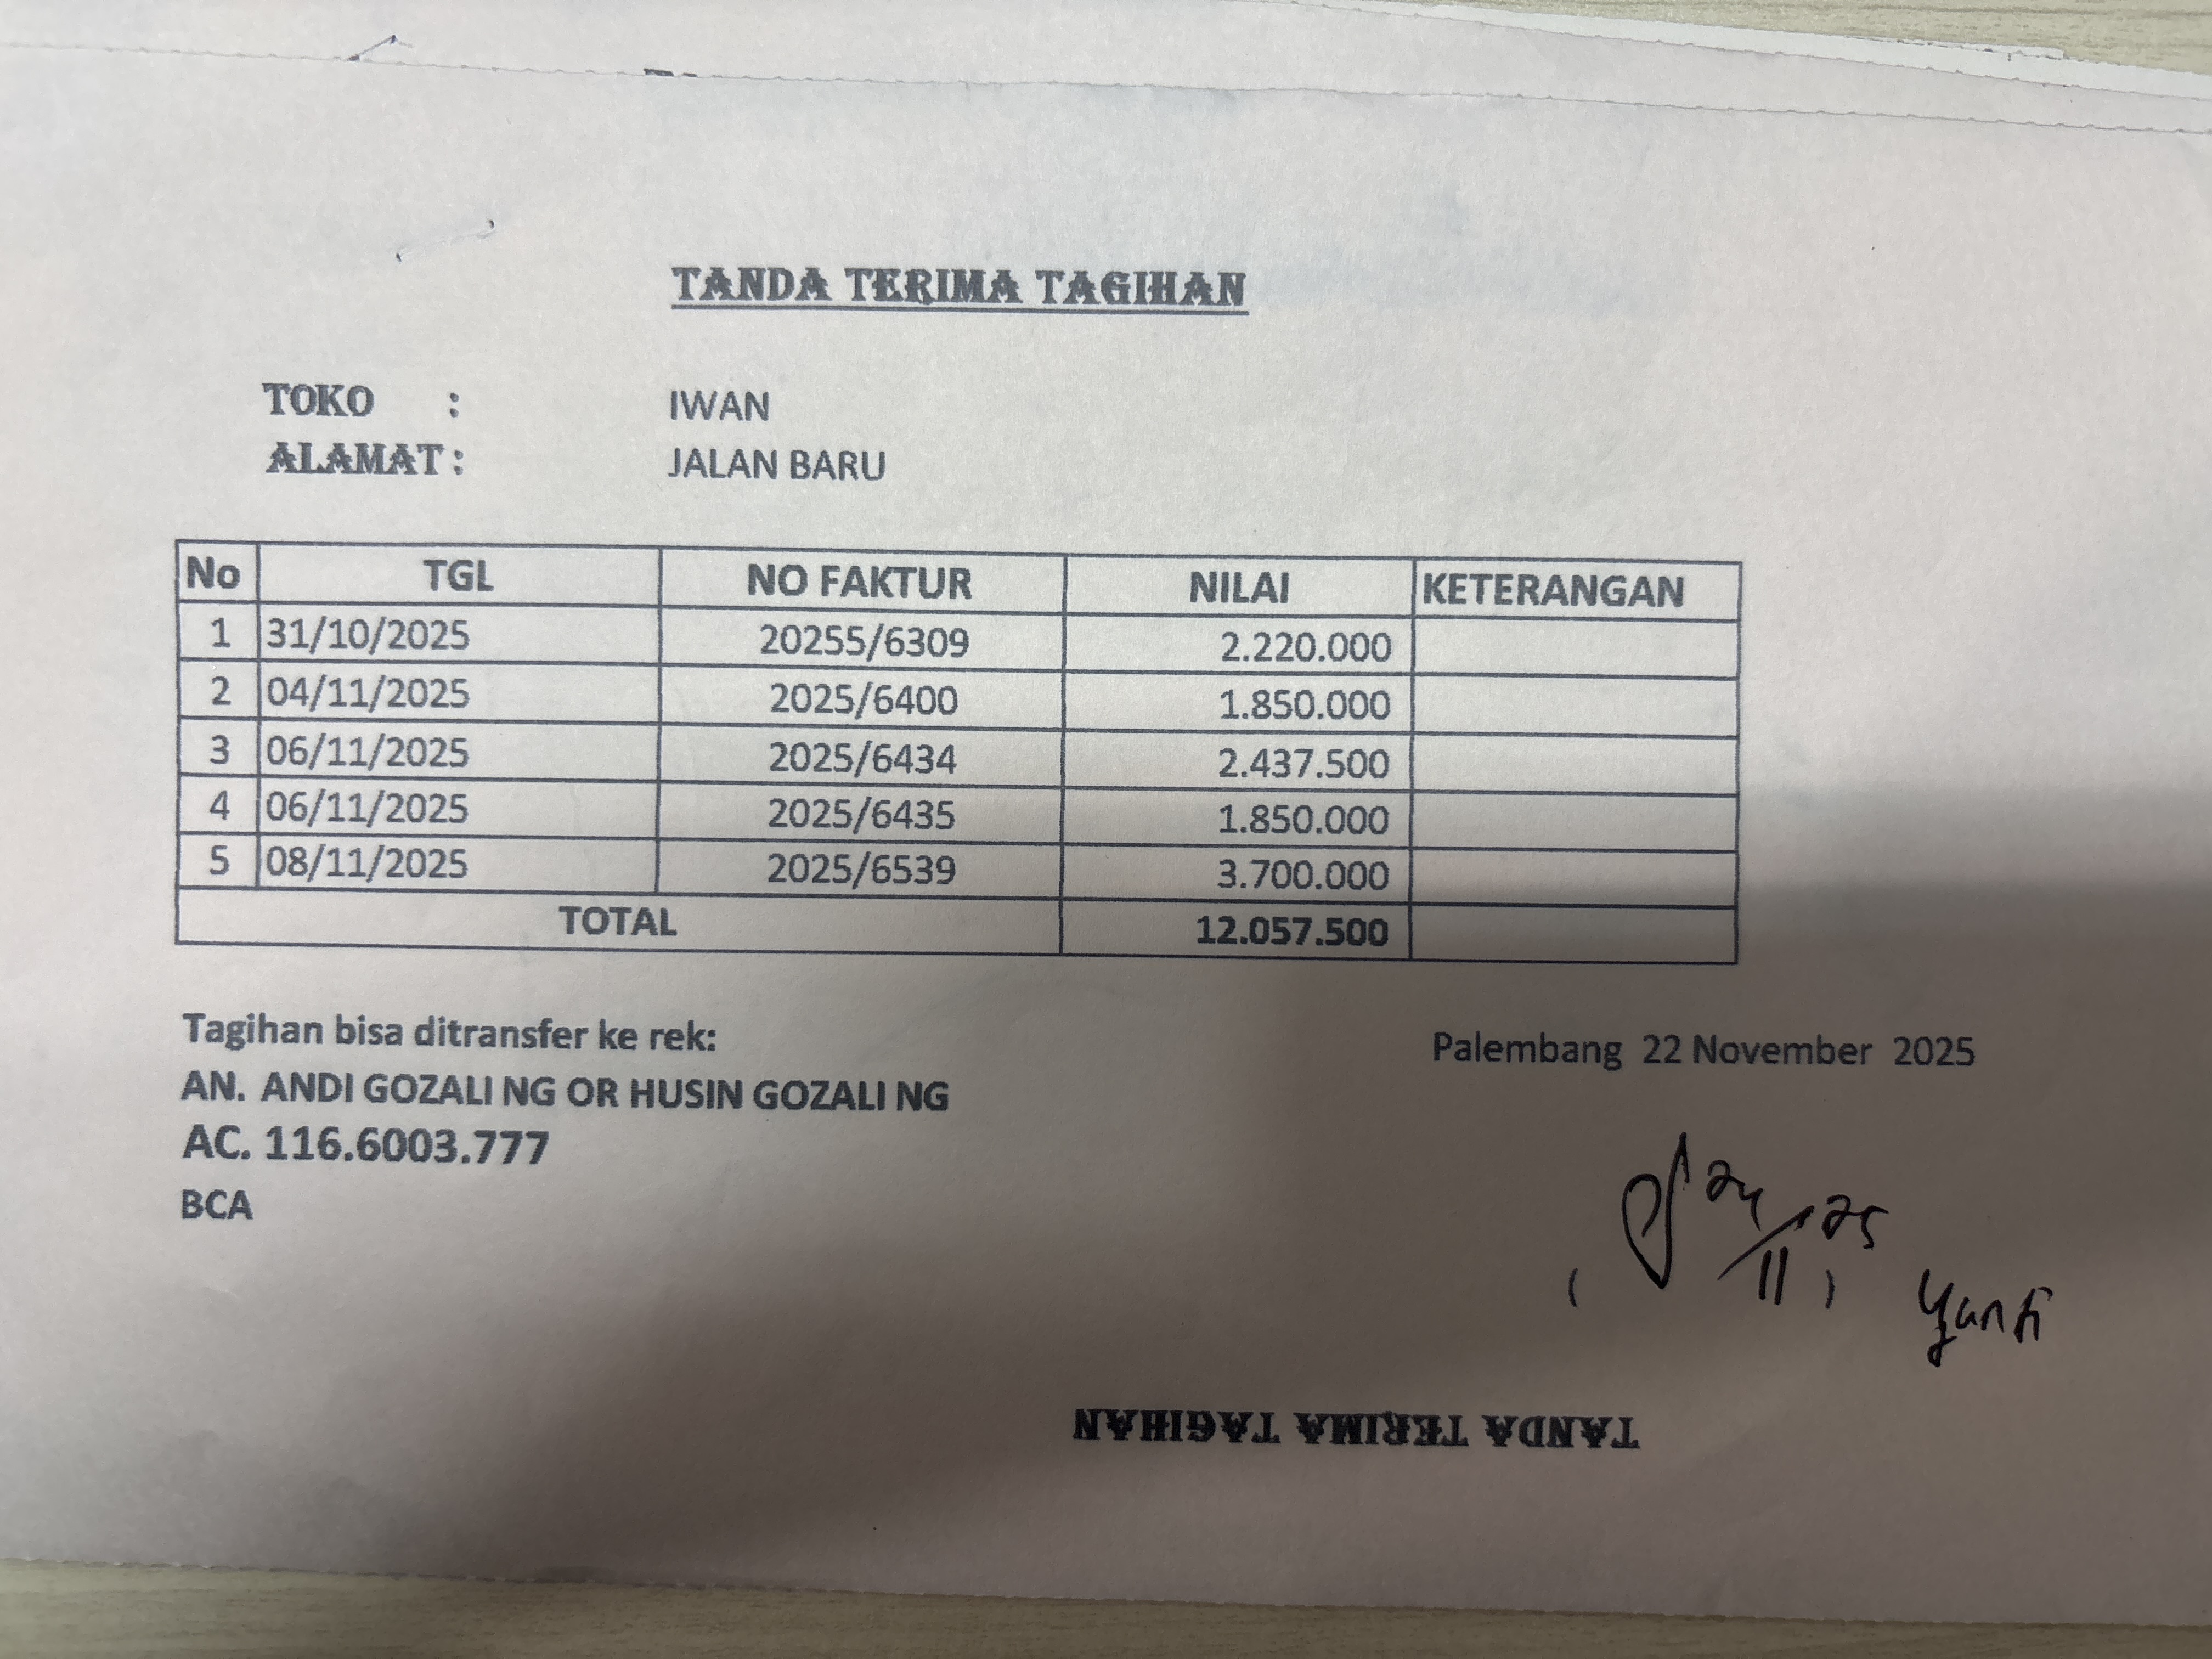 TANDA TERIMA TAGIHAN
TOKO : IWAN
ALAMAT : JALAN BARU
No TGL NO FAKTUR NILAI KETERANGAN
1 31/10/2025 20255/6309 2.220.000
2 04/11/2025 2025/6400 1.850.000
3 06/11/2025 2025/6434 2.437.500
4 06/11/2025 2025/6435 1.850.000
5 08/11/2025 2025/6539 3.700.000
TOTAL 12.057.500
Tagihan bisa ditransfer ke rek:
Palembang 22 November 2025
AN. ANDI GOZALI NG OR HUSIN GOZALI NG
AC. 116.6003.777
BCA
24/11 '25
( )
Yanti
TANDA TERIMA TAGIHAN